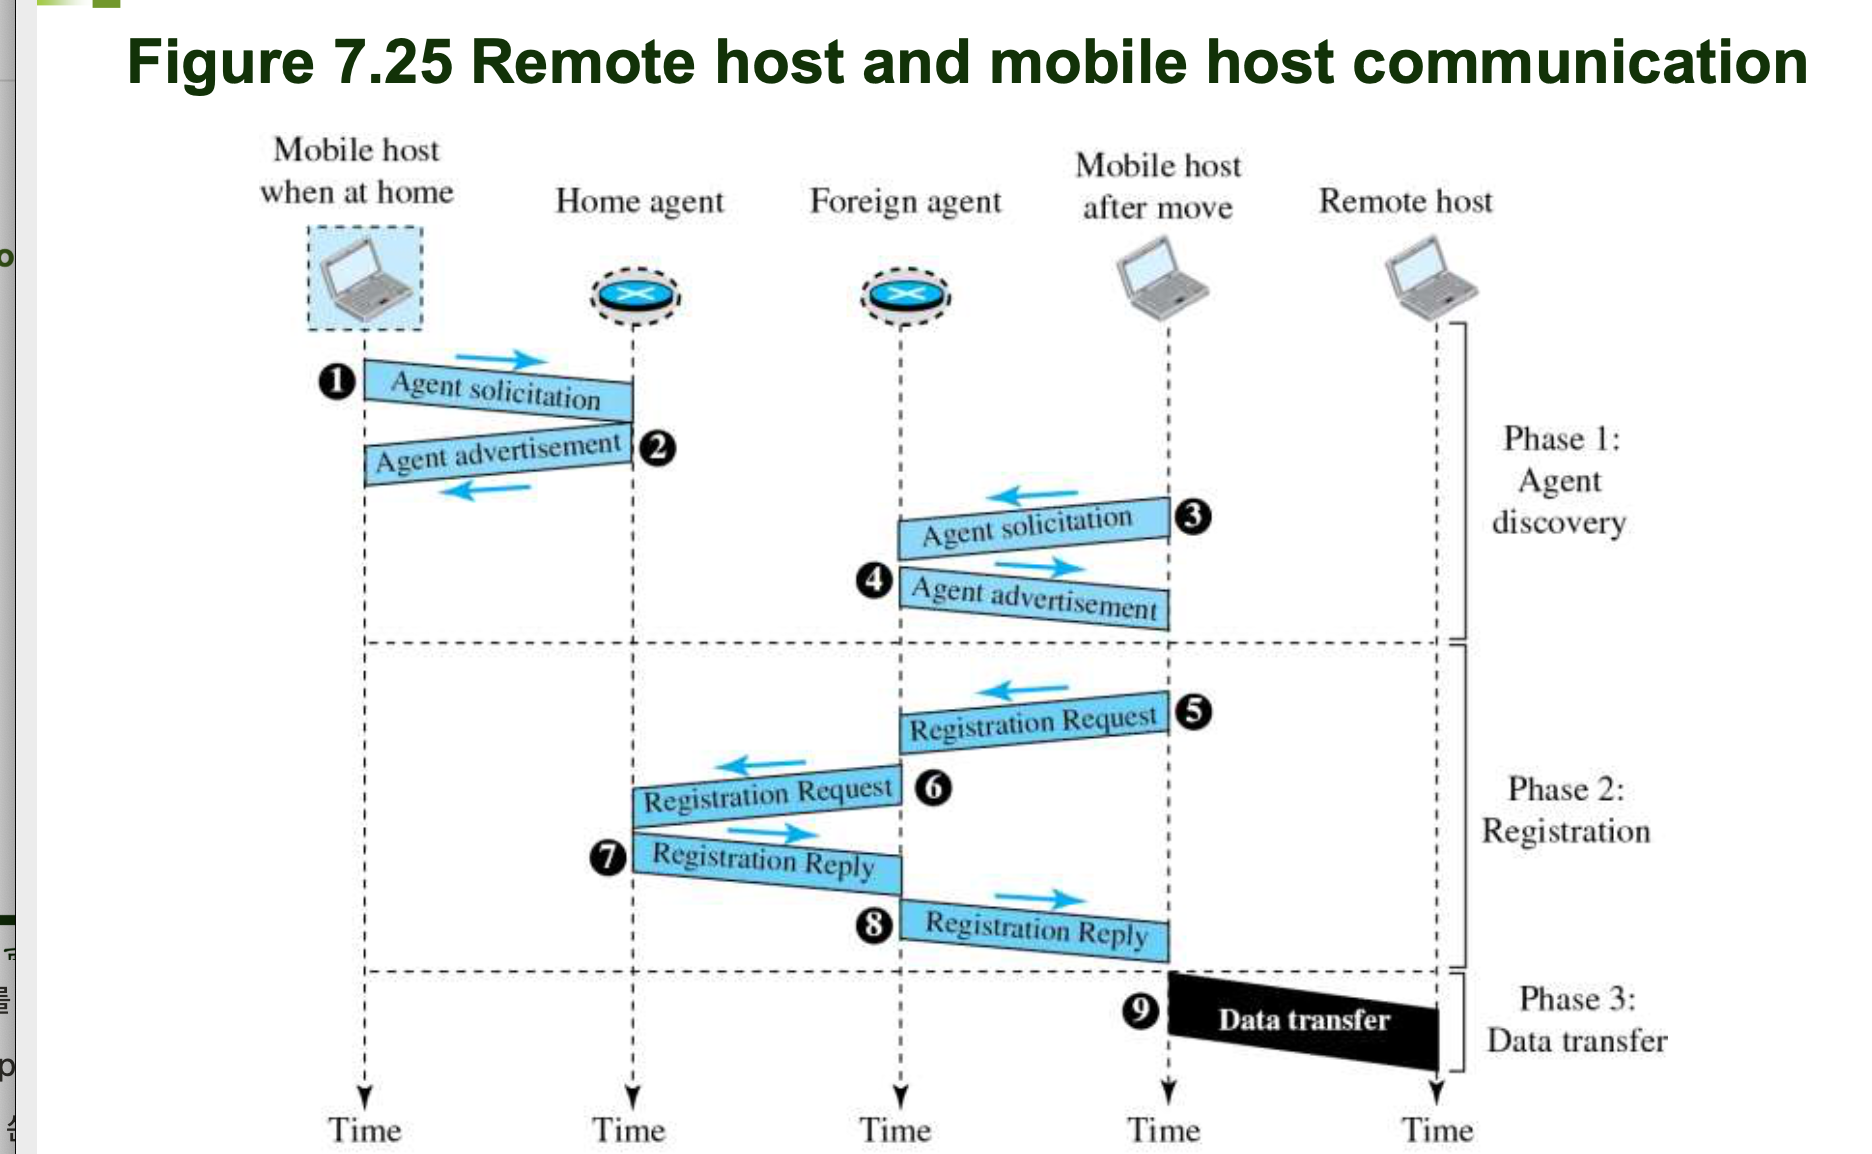 Figure 7.25 Remote host and mobile host communication
Mobile host
when at home
Home agent
Foreign agent
Mobile host
after move
Remote host
1
Agent solicitation
Agent advertisement
2
Agent solicitation
3
4
Agent advertisement
Phase 1:
Agent
discovery
Registration Request
5
Registration Request
6
7
Registration Reply
8
Registration Reply
Phase 2:
Registration
9
Data transfer
Phase 3:
Data transfer
Time
Time
Time
Time
Time
o
를
p